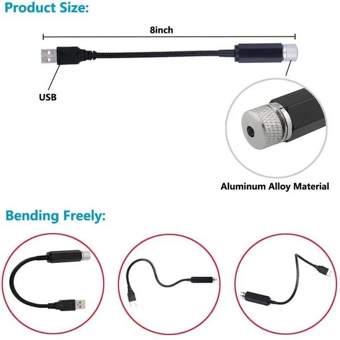 Product Size:
8inch
USB
Aluminum Alloy Material
Bending Freely: